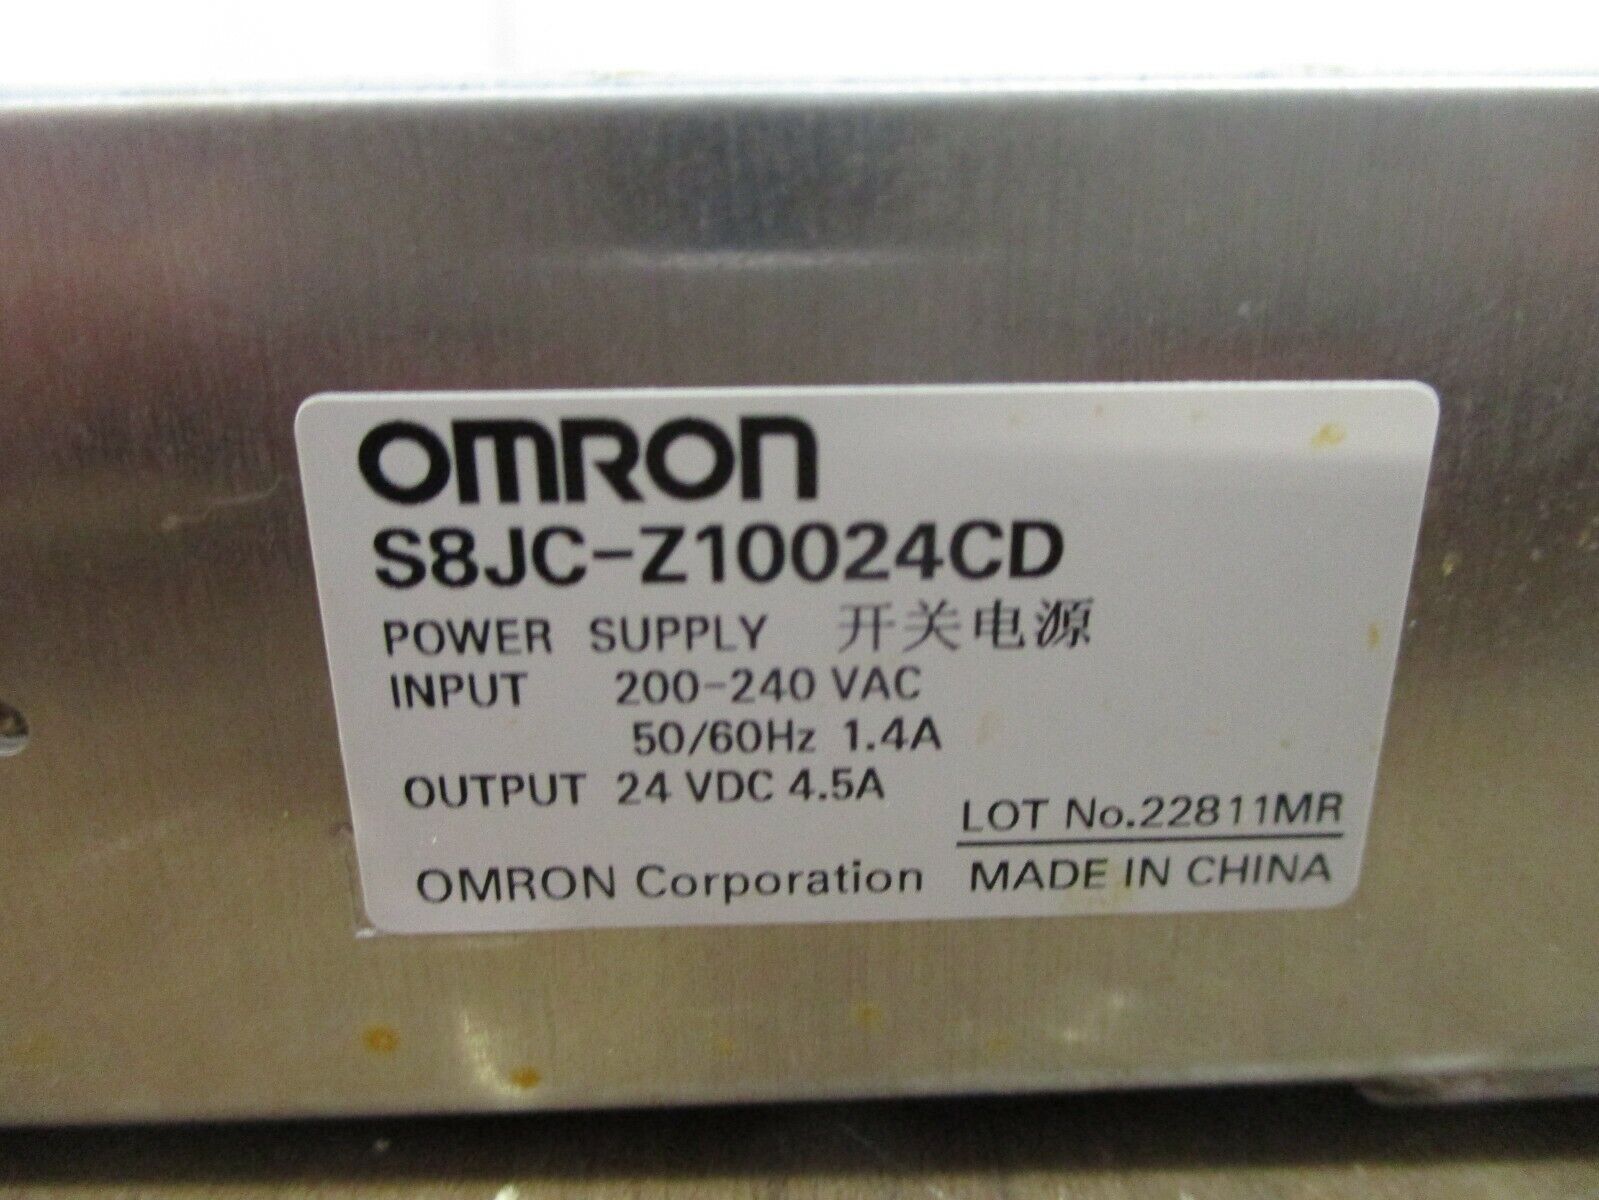 OMRON
S8JC-Z10024CD
POWER SUPPLY 开关电源
INPUT 200-240 VAC
50/60Hz 1.4A
OUTPUT 24 VDC 4.5A
LOT No.22811MR
OMRON Corporation MADE IN CHINA